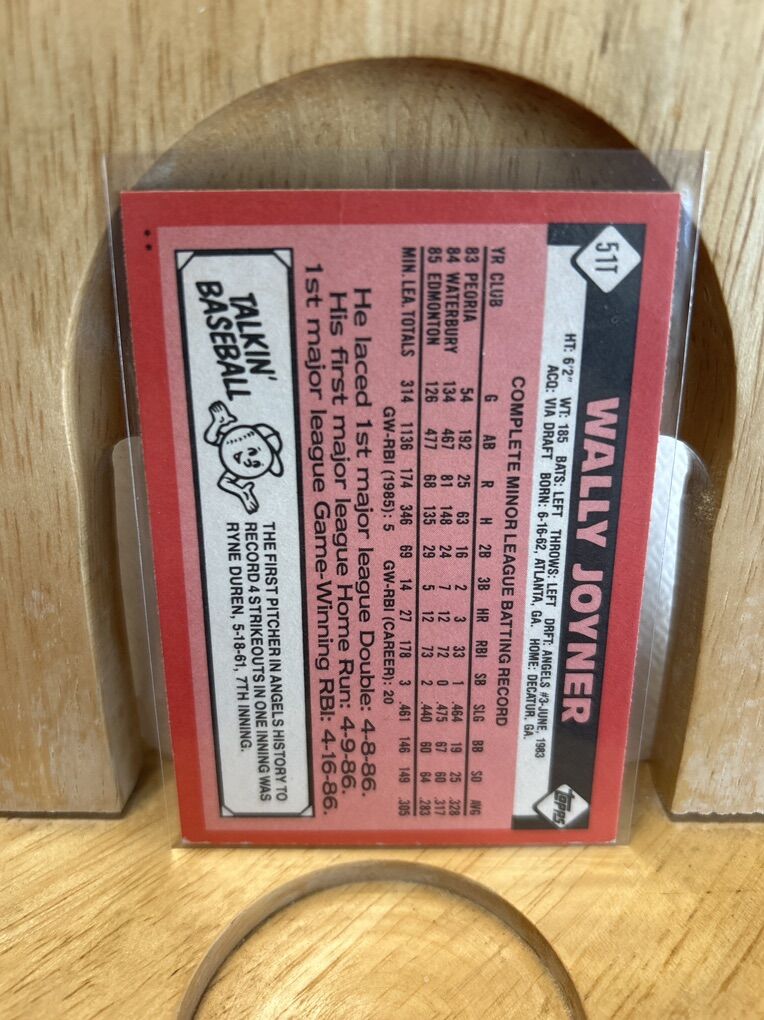 51T
WALLY JOYNER
TOPPS
HT: 6'2" WT: 185 BATS: LEFT THROWS: LEFT DRFT: ANGELS #3-JUNE, 1983
ACQ: VIA DRAFT BORN: 6-16-62, ATLANTA, GA. HOME: DECATUR, GA.
COMPLETE MINOR LEAGUE BATTING RECORD
YR CLUB G AB R H 2B 3B HR RBI SB SLG BB SO AVG
83 PEORIA 54 192 25 63 16 2 3 33 1 .464 19 25 .328
84 WATERBURY 134 467 81 148 24 7 12 72 0 .475 67 60 .317
85 EDMONTON 126 477 68 135 29 5 12 73 2 .440 60 64 .283
MIN. LEA. TOTALS 314 1136 174 346 69 14 27 178 3 .461 146 149 .305
GW-RBI (1985): 5 GW-RBI (CAREER): 20
He laced 1st major league Double: 4-8-86.
His first major league Home Run: 4-9-86.
1st major league Game-Winning RBI: 4-16-86.
TALKIN'
BASEBALL
THE FIRST PITCHER IN ANGELS HISTORY TO
RECORD 4 STRIKEOUTS IN ONE INNING WAS
RYNE DUREN, 5-18-61, 7TH INNING.